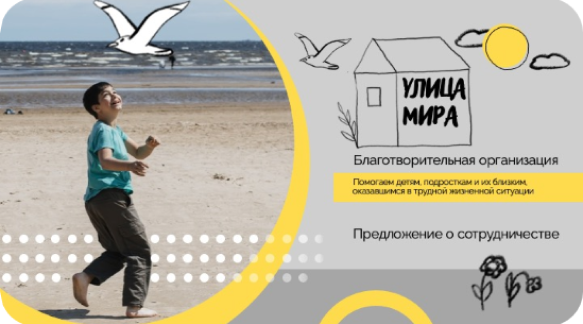 УЛИЦА
МИРА
Благотворительная организация
Помогаем детям, подросткам и их близким,
оказавшимся в трудной жизненной ситуации
Предложение о сотрудничестве